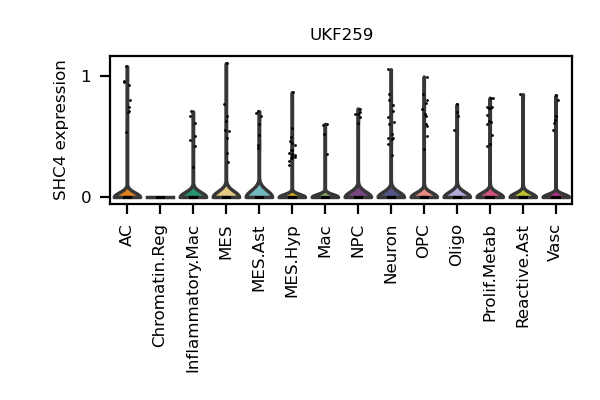 UKF259
SHC4 expression
1
0
AC
Chromatin.Reg
Inflammatory.Mac
MES
MES.Ast
MES.Hyp
Mac
NPC
Neuron
OPC
Oligo
Prolif.Metab
Reactive.Ast
Vasc